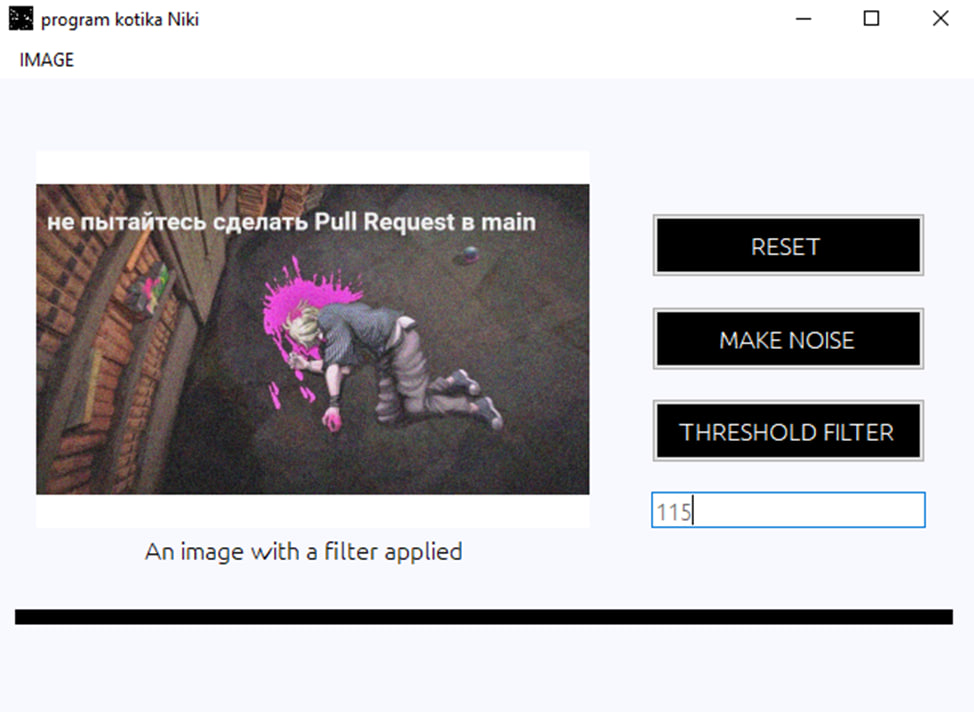 program kotika Niki
IMAGE
не пытайтесь сделать Pull Request в main
RESET
MAKE NOISE
THRESHOLD FILTER
115
An image with a filter applied